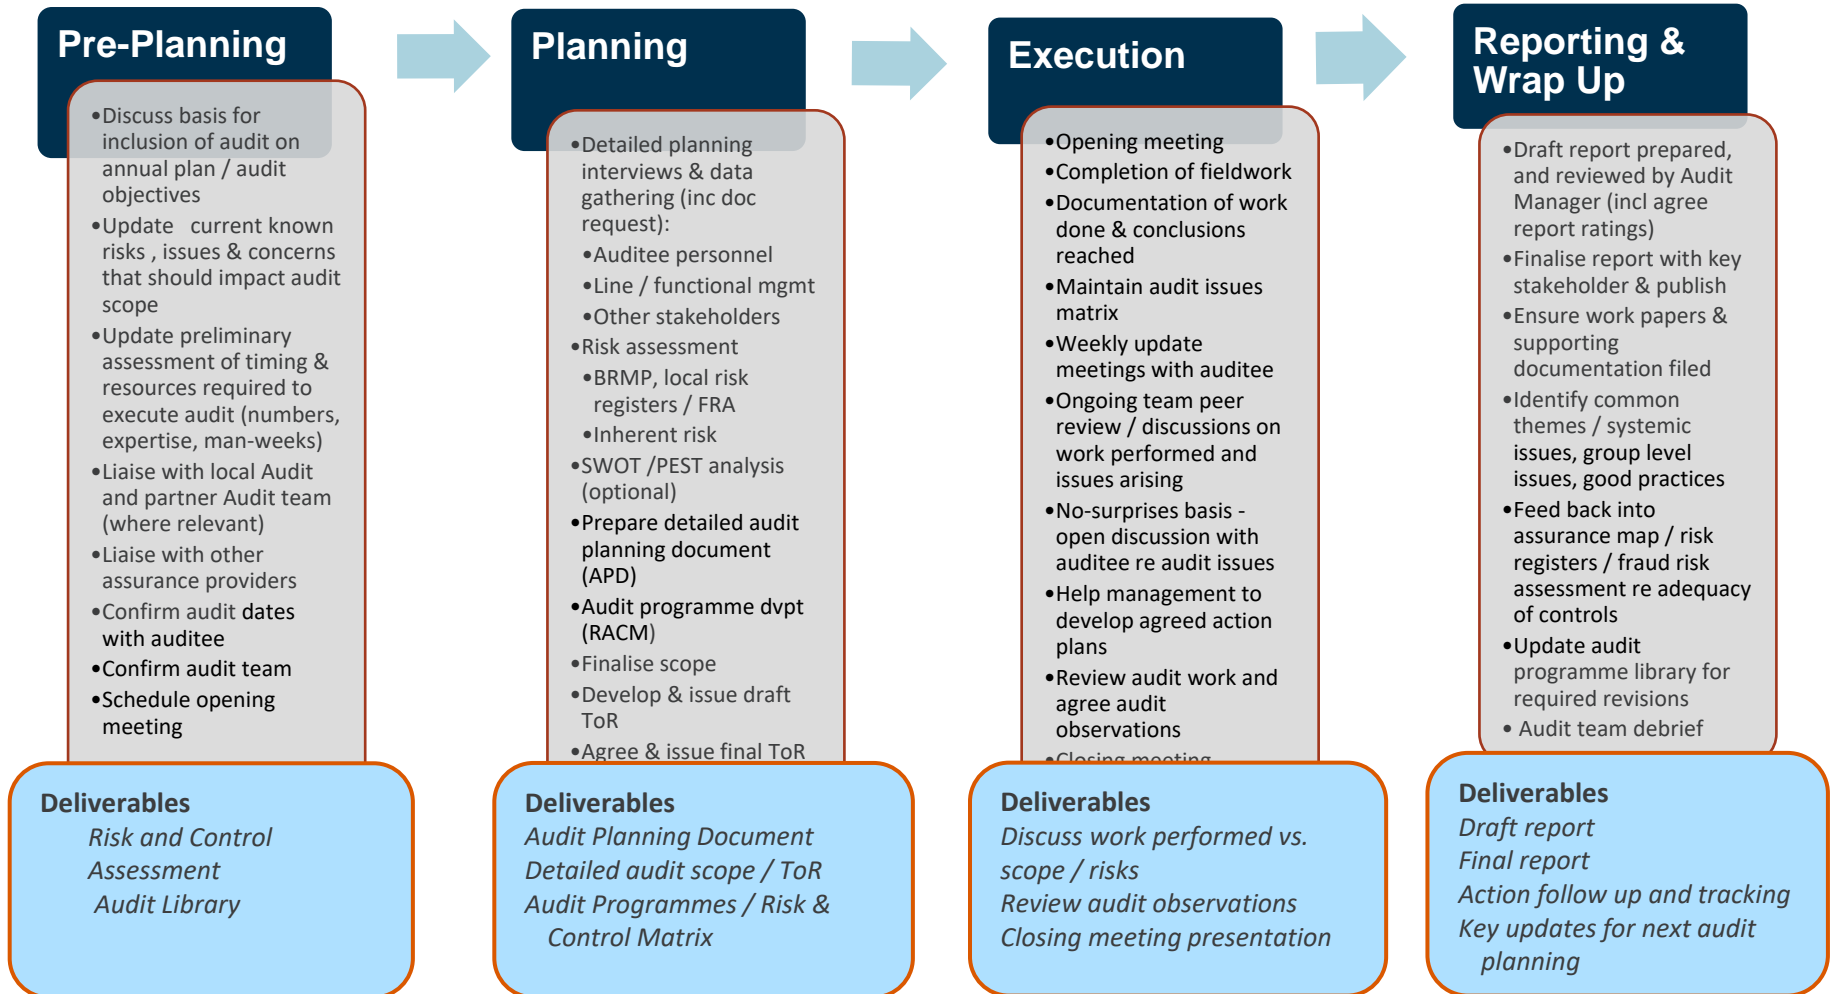 Pre-Planning
•Discuss basis for
inclusion of audit on
annual plan / audit
objectives
•Update current known
risks , issues & concerns
that should impact audit
scope
•Update preliminary
assessment of timing &
resources required to
execute audit (numbers,
expertise, man-weeks)
•Liaise with local Audit
and partner Audit team
(where relevant)
•Liaise with other
assurance providers
•Confirm audit dates
with auditee
•Confirm audit team
•Schedule opening
meeting
Deliverables
Risk and Control
Assessment
Audit Library
Planning
•Detailed planning
interviews & data
gathering (inc doc
request):
•Auditee personnel
•Line / functional mgmt
•Other stakeholders
•Risk assessment
•BRMP, local risk
registers / FRA
•Inherent risk
•SWOT /PEST analysis
(optional)
•Prepare detailed audit
planning document
(APD)
•Audit programme dvpt
(RACM)
•Finalise scope
•Develop & issue draft
ToR
•Agree & issue final ToR
Deliverables
Audit Planning Document
Detailed audit scope / ToR
Audit Programmes / Risk &
Control Matrix
Execution
•Opening meeting
•Completion of fieldwork
•Documentation of work
done & conclusions
reached
•Maintain audit issues
matrix
•Weekly update
meetings with auditee
•Ongoing team peer
review / discussions on
work performed and
issues arising
•No-surprises basis -
open discussion with
auditee re audit issues
•Help management to
develop agreed action
plans
•Review audit work and
agree audit
observations
•Closing meeting
Deliverables
Discuss work performed vs.
scope / risks
Review audit observations
Closing meeting presentation
Reporting &
Wrap Up
•Draft report prepared,
and reviewed by Audit
Manager (incl agree
report ratings)
•Finalise report with key
stakeholder & publish
•Ensure work papers &
supporting
documentation filed
•Identify common
themes / systemic
issues, group level
issues, good practices
•Feed back into
assurance map / risk
registers / fraud risk
assessment re adequacy
of controls
•Update audit
programme library for
required revisions
• Audit team debrief
Deliverables
Draft report
Final report
Action follow up and tracking
Key updates for next audit
planning